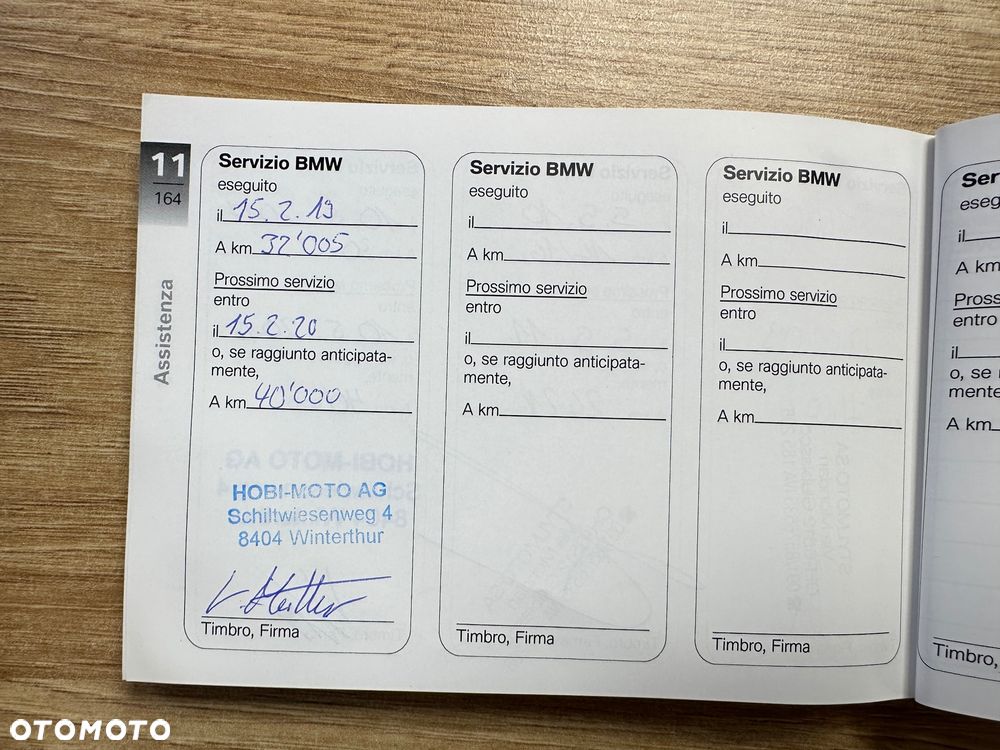 11
164
Assistenza
Servizio BMW
eseguito
il 15.2.19
A km 32'005
Prossimo servizio
entro
il 15.2.20
o, se raggiunto anticipata-
mente,
A km 40'000
HOBI-MOTO AG
Schiltwiesenweg 4
8404 Winterthur
Timbro, Firma
Servizio BMW
eseguito
il
A km
Prossimo servizio
entro
il
o, se raggiunto anticipata-
mente,
A km
Timbro, Firma
Servizio BMW
eseguito
il
A km
Prossimo servizio
entro
il
o, se raggiunto anticipata-
mente,
A km
Timbro, Firma
Ser
eseg
il
A km
Pross
entro
il
o, se
mente
A km
Timbro,
OTOMOTO